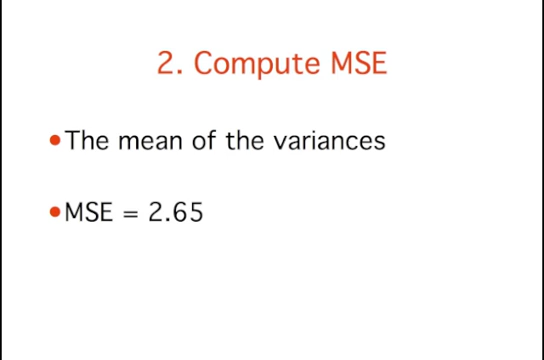 2. Compute MSE
•The mean of the variances
•MSE = 2.65